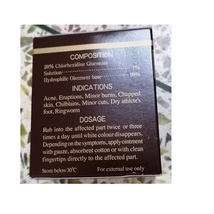 COMPOSITION
20% Chlorhexidine Gluconate
Solution 1%
Hydrophilic Ointment base 99%
INDICATIONS
Acne, Eruptions, Minor burns, Chapped
skin, Chilblains, Minor cuts, Dry athlete's
foot, Ringworm
DOSAGE
Rub into the affected part twice or three
times a day until white colour disappears.
Depending on the symptoms, apply ointment
with gauze, absorbent cotton or with clean
fingertips directly to the affected part.
Store below 30°C
For external use only